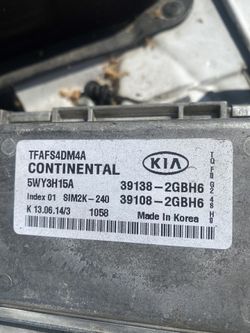 TFAFS4DM4A
CONTINENTAL
5WY3H15A
Index 01 SIM2K-240
K 13.06.14/3 1058
KIA
39138-2GBH6
39108-2GBH6
Made in Korea